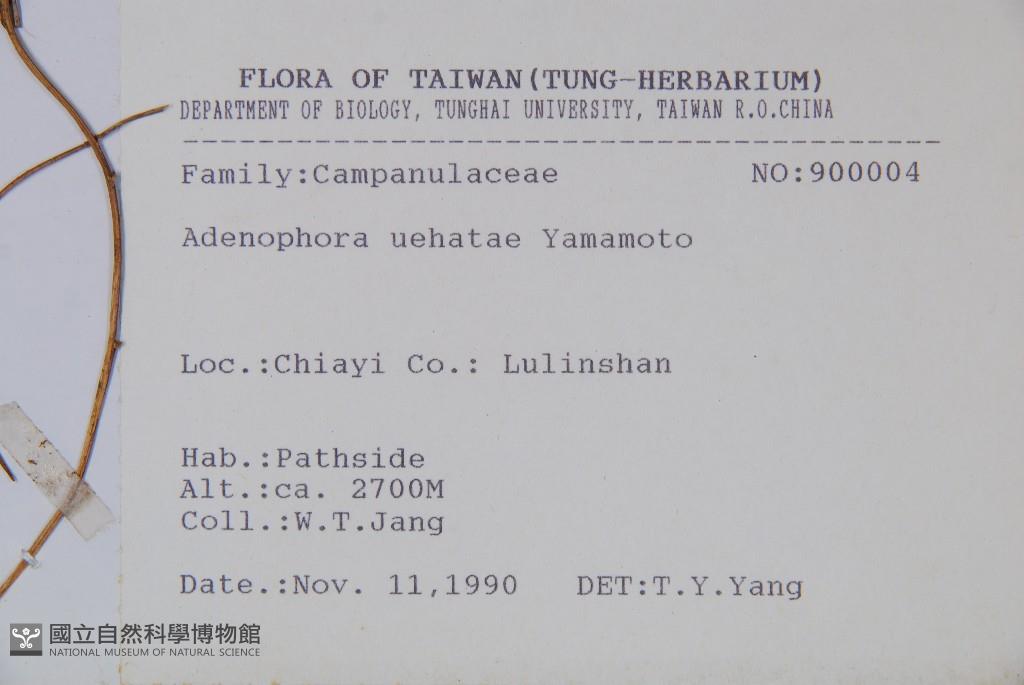 FLORA OF TAIWAN(TUNG-HERBARIUM)
DEPARTMENT OF BIOLOGY, TUNGHAI UNIVERSITY, TAIWAN R.O.CHINA
Family:Campanulaceae NO:900004
Adenophora uehatae Yamamoto
Loc.:Chiayi Co.: Lulinshan
Hab.:Pathside
Alt.:ca. 2700M
Coll.:W.T.Jang
Date.:Nov. 11,1990 DET:T.Y.Yang
國立自然科學博物館
NATIONAL MUSEUM OF NATURAL SCIENCE